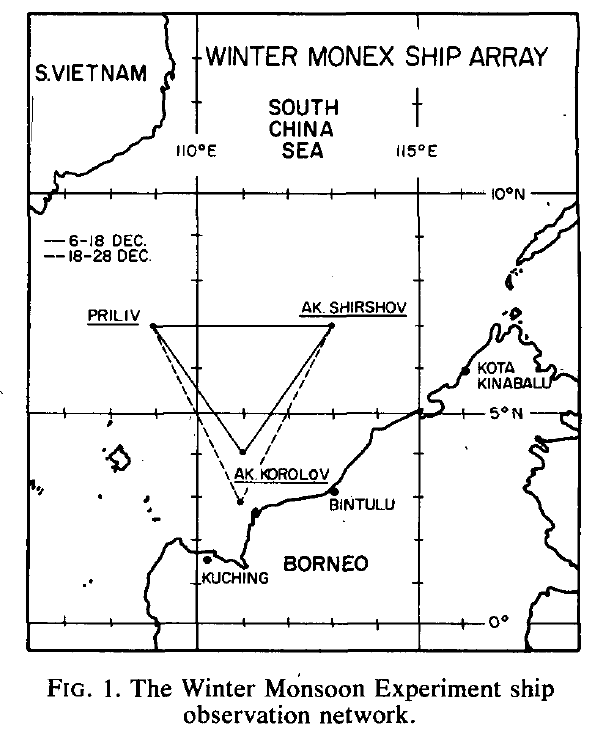 WINTER MONEX SHIP ARRAY
S.VIETNAM
SOUTH
CHINA
SEA
110°E
115°E
10°N
6-18 DEC.
18-28 DEC.
PRILIV
AK. SHIRSHOV
KOTA
KINABALU
5°N
AK. KOROLOV
BINTULU
BORNEO
KUCHING
0°
FIG. 1. The Winter Monsoon Experiment ship
observation network.